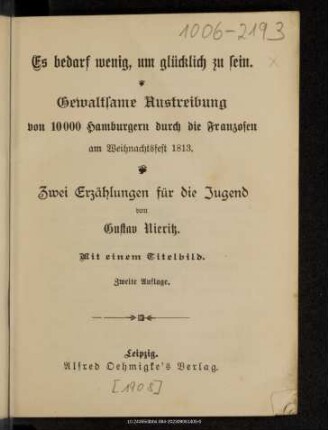 1006-2193
Es bedarf wenig, um glücklich zu sein.
Gewaltsame Austreibung
von 10000 Hamburgern durch die Franzosen
am Weihnachtsfest 1813.
Zwei Erzählungen für die Jugend
von
Gustav Nieritz.
Mit einem Titelbild.
Zweite Auflage.
Leipzig.
Alfred Oehmigke's Verlag.
[1905]